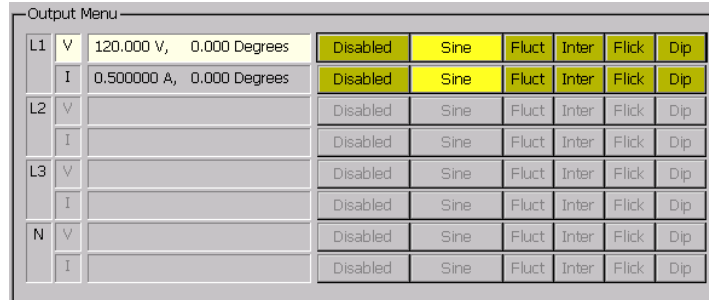 Output Menu
L1 V 120.000 V, 0.000 Degrees Disabled Sine Fluct Inter Flick Dip
I 0.500000 A, 0.000 Degrees Disabled Sine Fluct Inter Flick Dip
L2 V Disabled Sine Fluct Inter Flick Dip
I Disabled Sine Fluct Inter Flick Dip
L3 V Disabled Sine Fluct Inter Flick Dip
I Disabled Sine Fluct Inter Flick Dip
N V Disabled Sine Fluct Inter Flick Dip
I Disabled Sine Fluct Inter Flick Dip